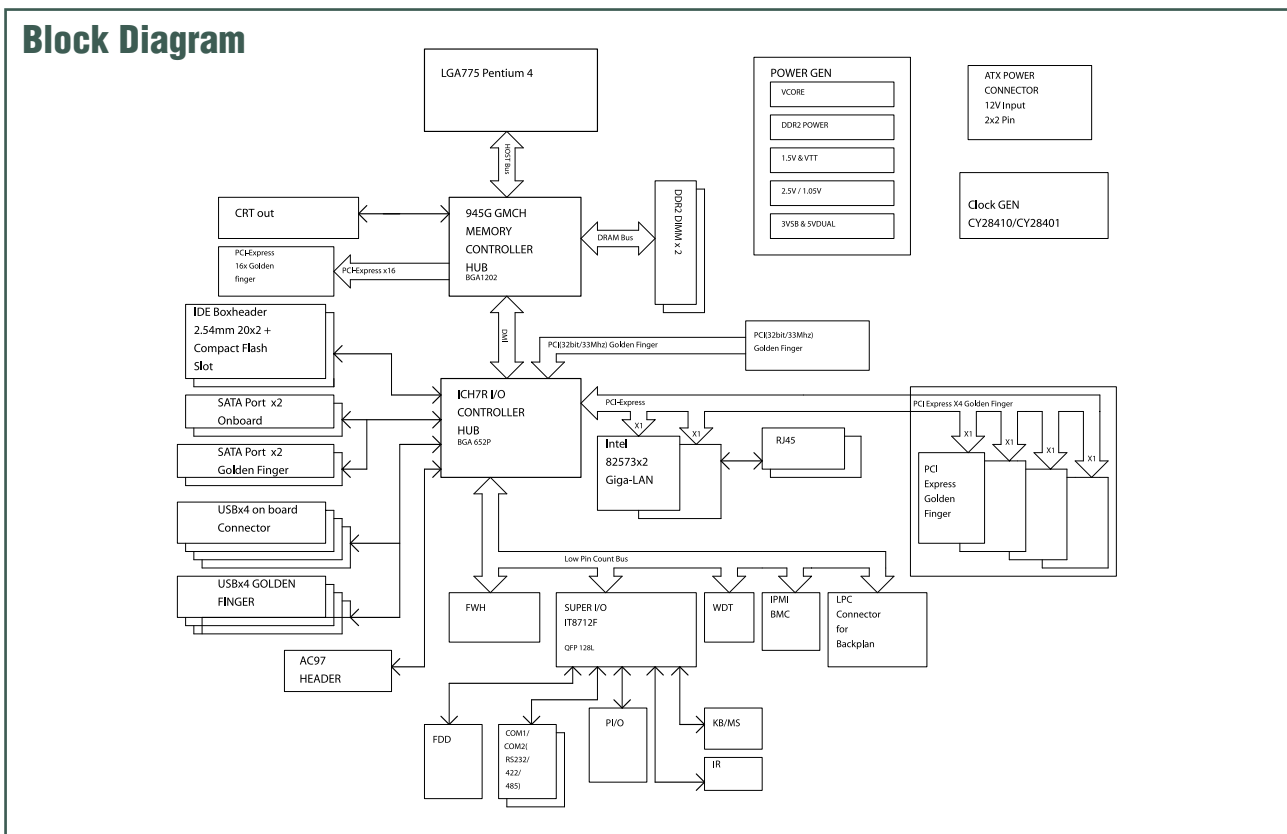 Block Diagram
LGA775 Pentium 4
POWER GEN
VCORE
DDR2 POWER
1.5V & VTT
2.5V / 1.05V
3VSB & 5VDUAL
ATX POWER
CONNECTOR
12V Input
2x2 Pin
Clock GEN
CY28410/CY28401
HOST Bus
CRT out
945G GMCH
MEMORY
CONTROLLER
HUB
BGA1202
DRAM Bus
DDR2 DIMM x 2
PCI-Express
16x Golden
finger
PCI-Express x16
IDE Boxheader
2.54mm 20x2 +
Compact Flash
Slot
DMI
PCI(32bit/33Mhz) Golden Finger
PCI(32bit/33Mhz)
Golden Finger
ICH7R I/O
CONTROLLER
HUB
BGA 652P
SATA Port x2
Onboard
SATA Port x2
Golden Finger
USBx4 on board
Connector
USBx4 GOLDEN
FINGER
AC97
HEADER
PCI-Express
X1
X1
Intel
82573x2
Giga-LAN
RJ45
PCI Express X4 Golden Finger
X1
X1
X1
X1
PCI
Express
Golden
Finger
Low Pin Count Bus
FWH
SUPER I/O
IT8712F
QFP 128L
WDT
IPMI
BMC
LPC
Connector
for
Backplan
FDD
COM1/
COM2(
RS232/
422/
485)
PI/O
KB/MS
IR